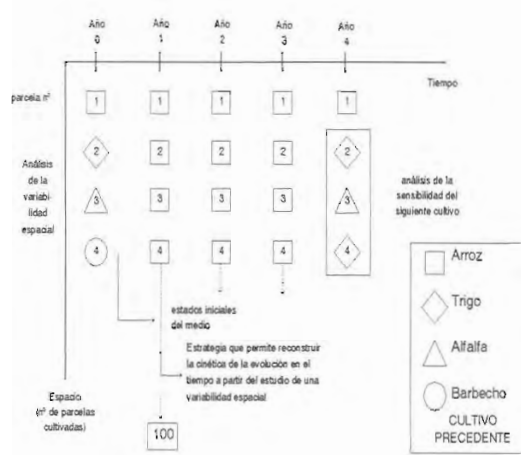 Año Año Año Año Año
0 1 2 3 4
Tiempo
parcela nº
1 1 1 1 1
2 2 2 2 2
3 3 3 3 3
4 4 4 4 4
Análisis
de la
variabilidad
espacial
análisis de la
sensibilidad del
siguiente cultivo
estados iniciales
del medio
Estrategia que permite reconstruir
la cinética de la evolución en el
tiempo a partir del estudio de una
variabilidad espacial
Espacio
(nº de parcelas
cultivadas)
100
Arroz
Trigo
Alfalfa
Barbecho
CULTIVO
PRECEDENTE